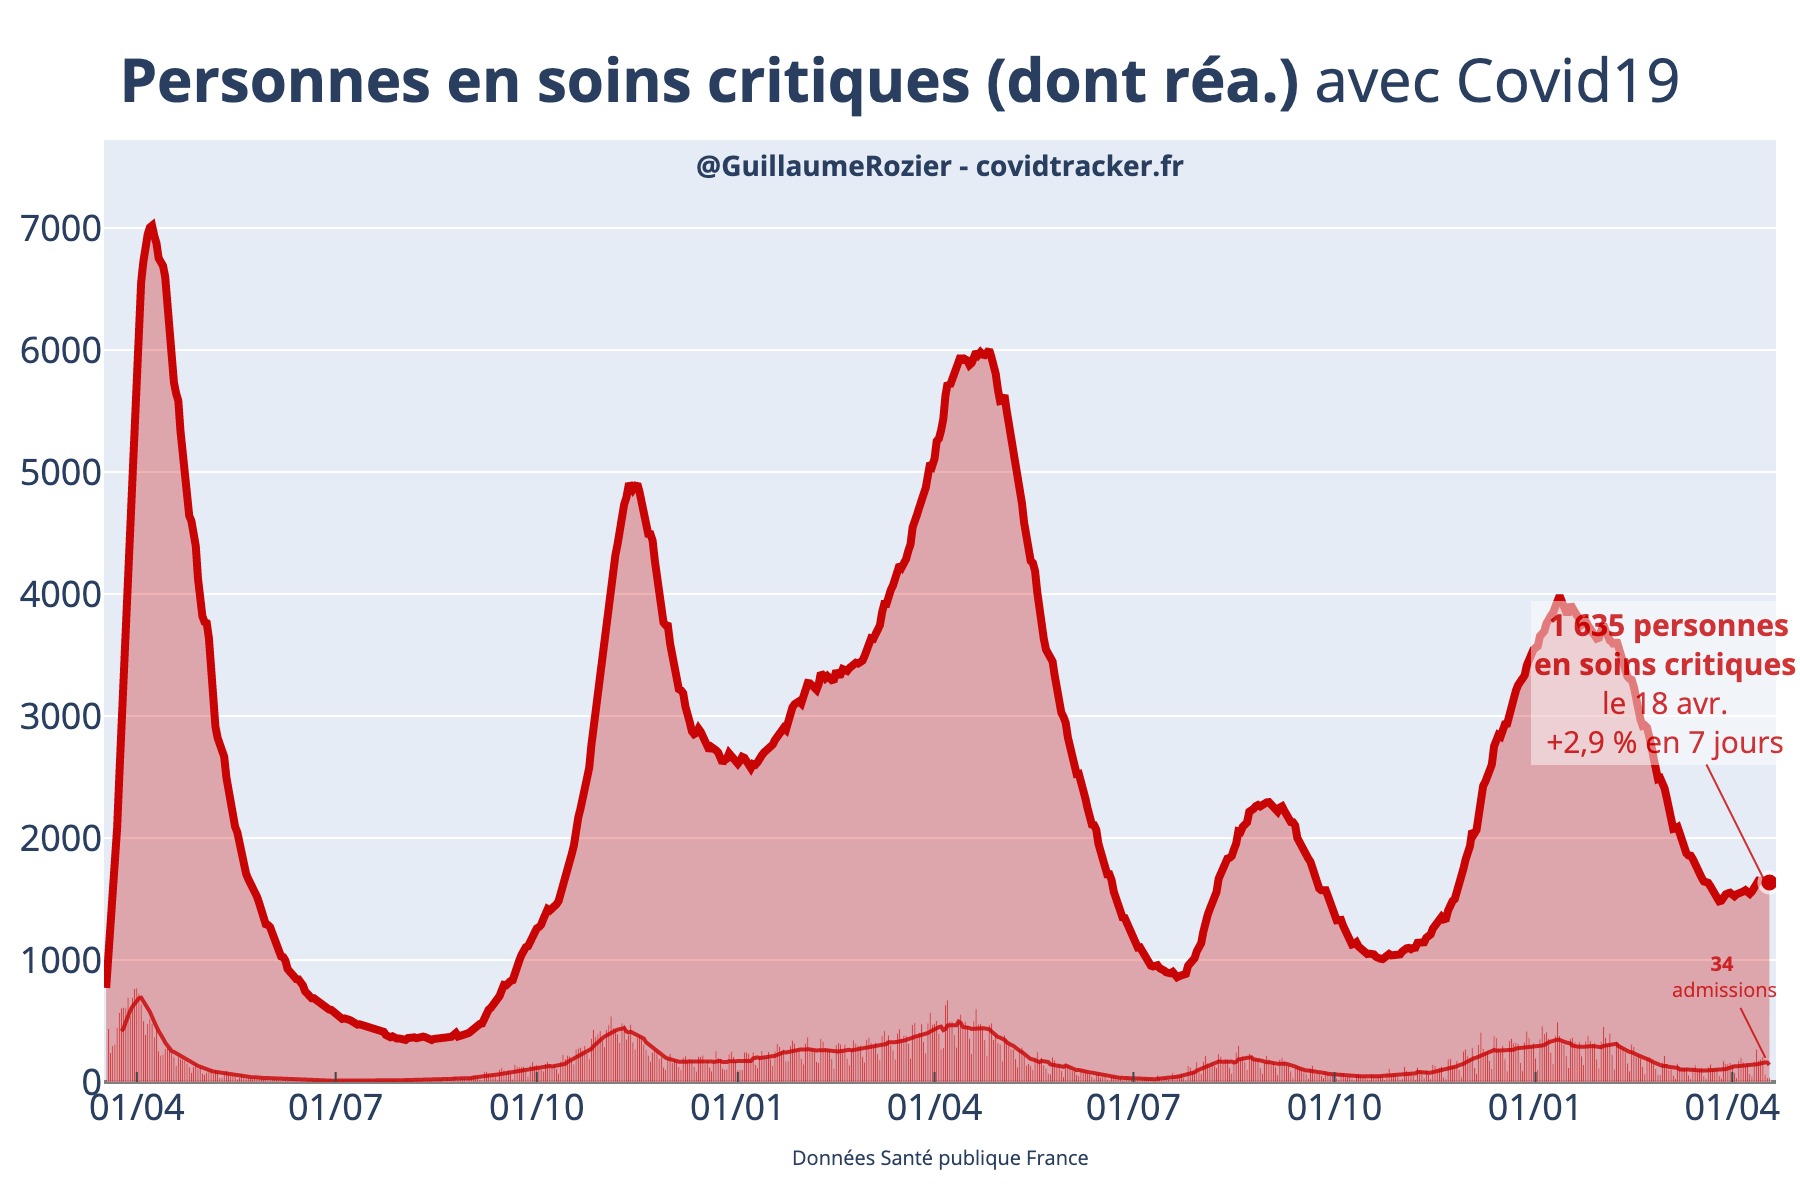 Personnes en soins critiques (dont réa.) avec Covid19
@GuillaumeRozier - covidtracker.fr
7000
6000
5000
4000
3000
2000
1000
0
1 635 personnes
en soins critiques
le 18 avr.
+2,9 % en 7 jours
34
admissions
01/04 01/07 01/10 01/01 01/04 01/07 01/10 01/01 01/04
Données Santé publique France